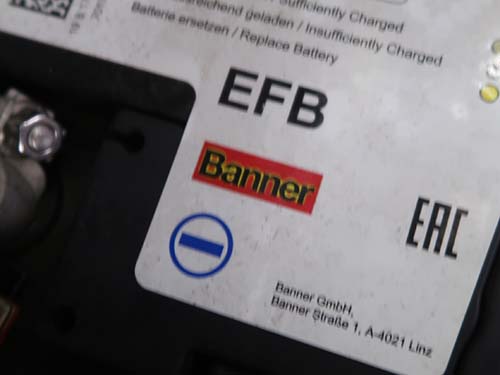 Sufficiently Charged
eichend geladen / Insufficiently Charged
Batterie ersetzen / Replace Battery
EFB
Banner
EAC
Banner GmbH,
Banner Straße 1, A-4021 Linz